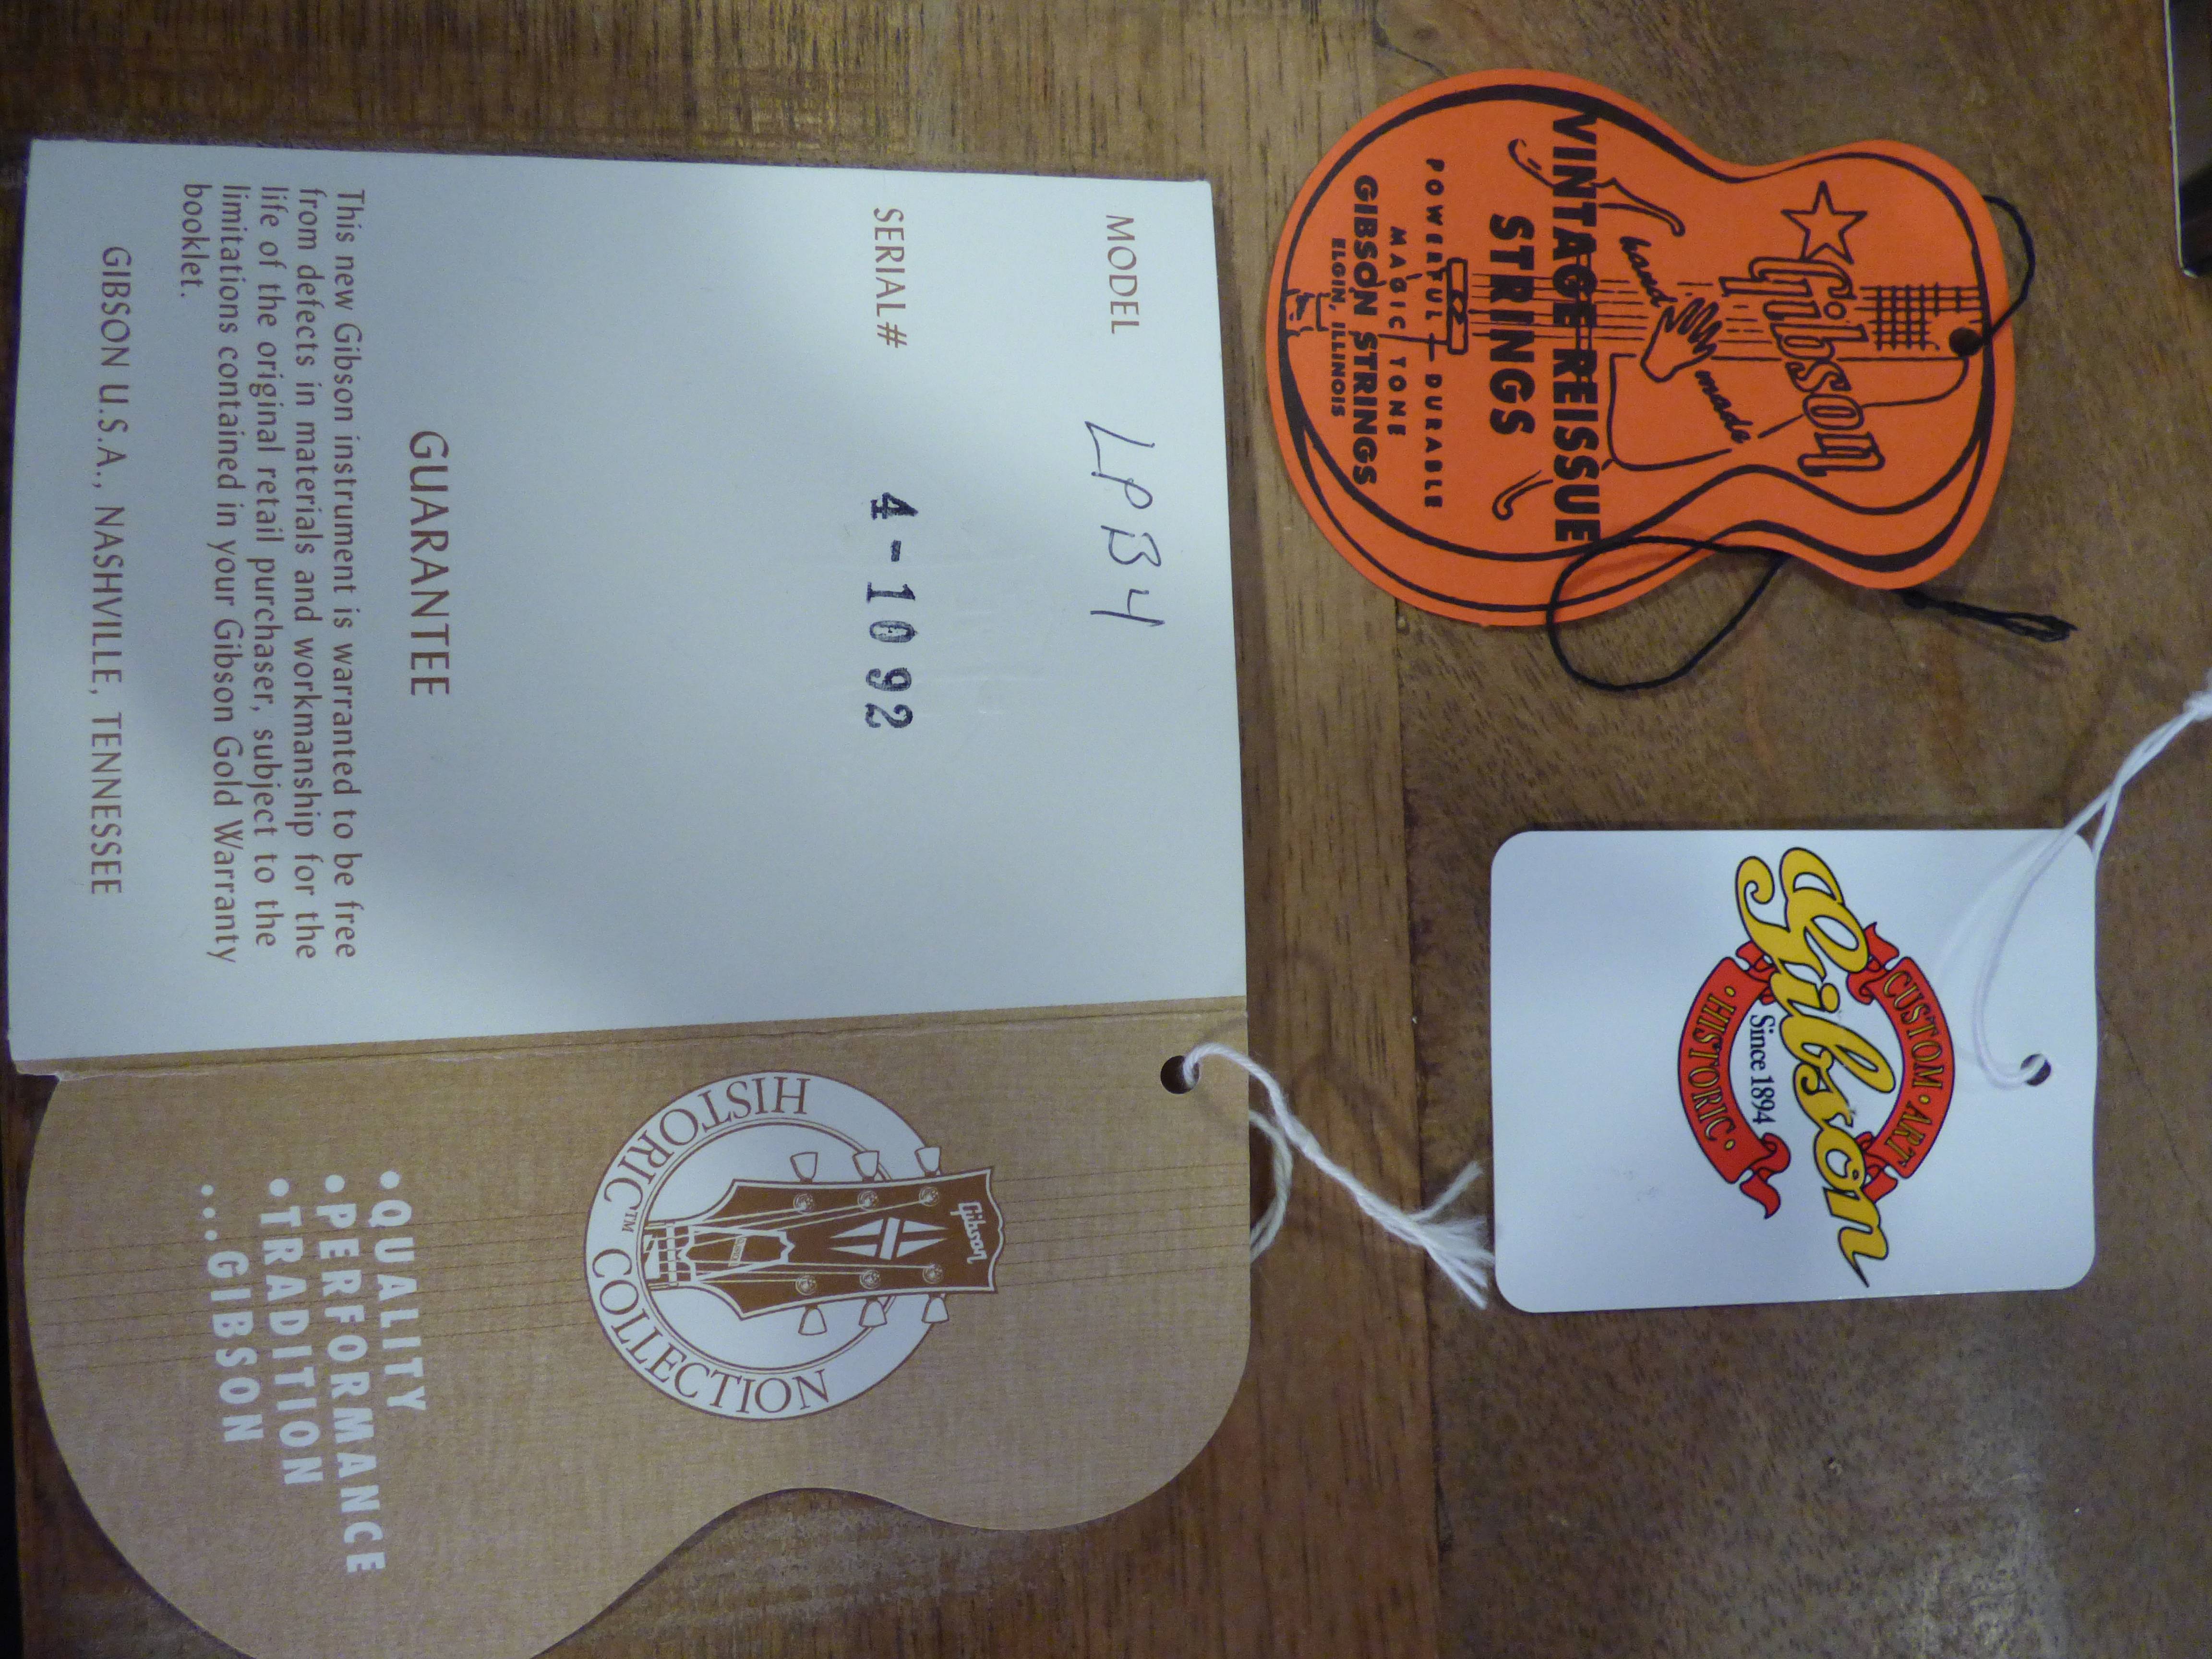 MODEL LPB4
SERIAL# 4-1092
GUARANTEE
This new Gibson instrument is warranted to be free
from defects in materials and workmanship for the
life of the original retail purchaser, subject to the
limitations contained in your Gibson Gold Warranty
booklet.
GIBSON U.S.A., NASHVILLE, TENNESSEE
Gibson
HISTORIC™ COLLECTION
•QUALITY
•PERFORMANCE
•TRADITION
...GIBSON
Gibson
hand made
VINTAGE REISSUE
STRINGS
POWERFUL - DURABLE
MAGIC TONE
GIBSON STRINGS
ELGIN, ILLINOIS
CUSTOM • ART
Gibson
Since 1894
• HISTORIC •